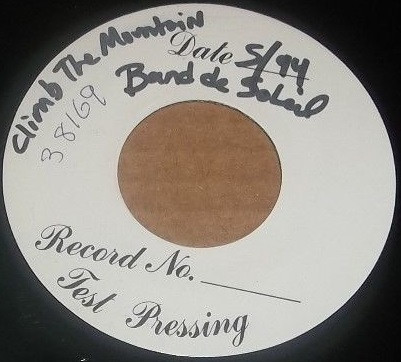 Climb The Mountain
38169
Date 5/94
Band de Soleil
Record No.
Test Pressing